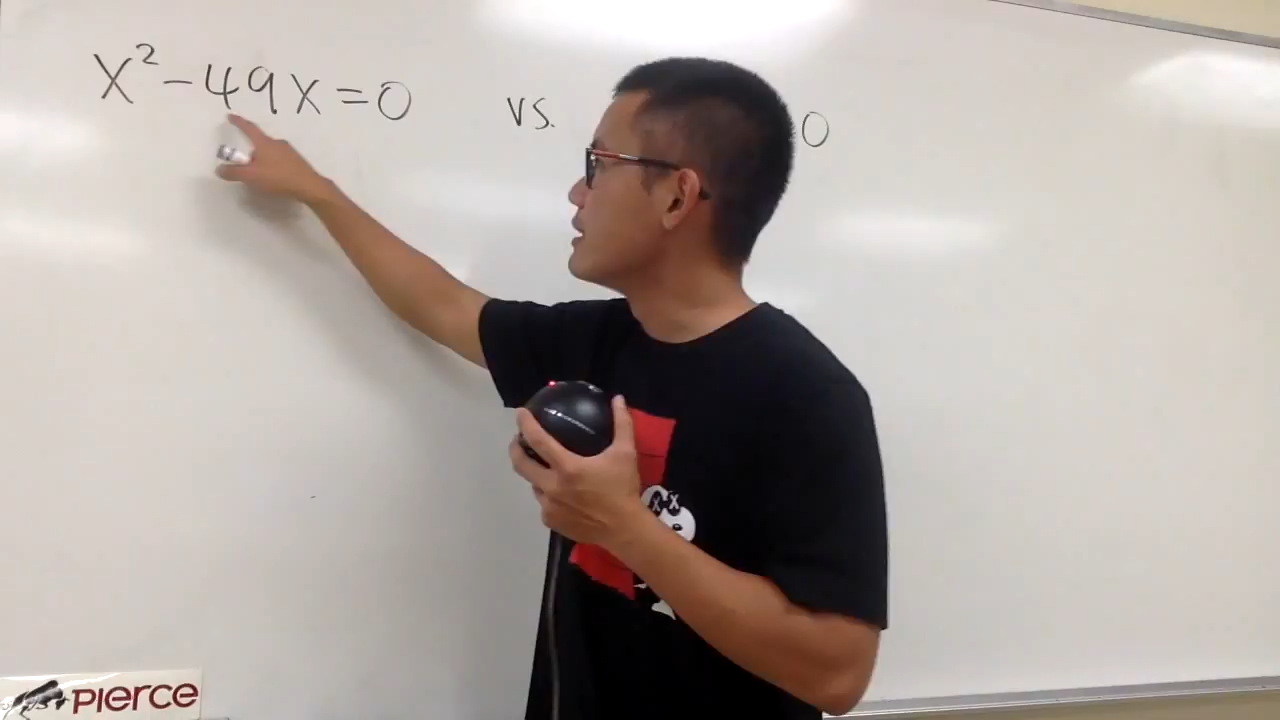 x² - 49x = 0 vs. 0
PIERCE